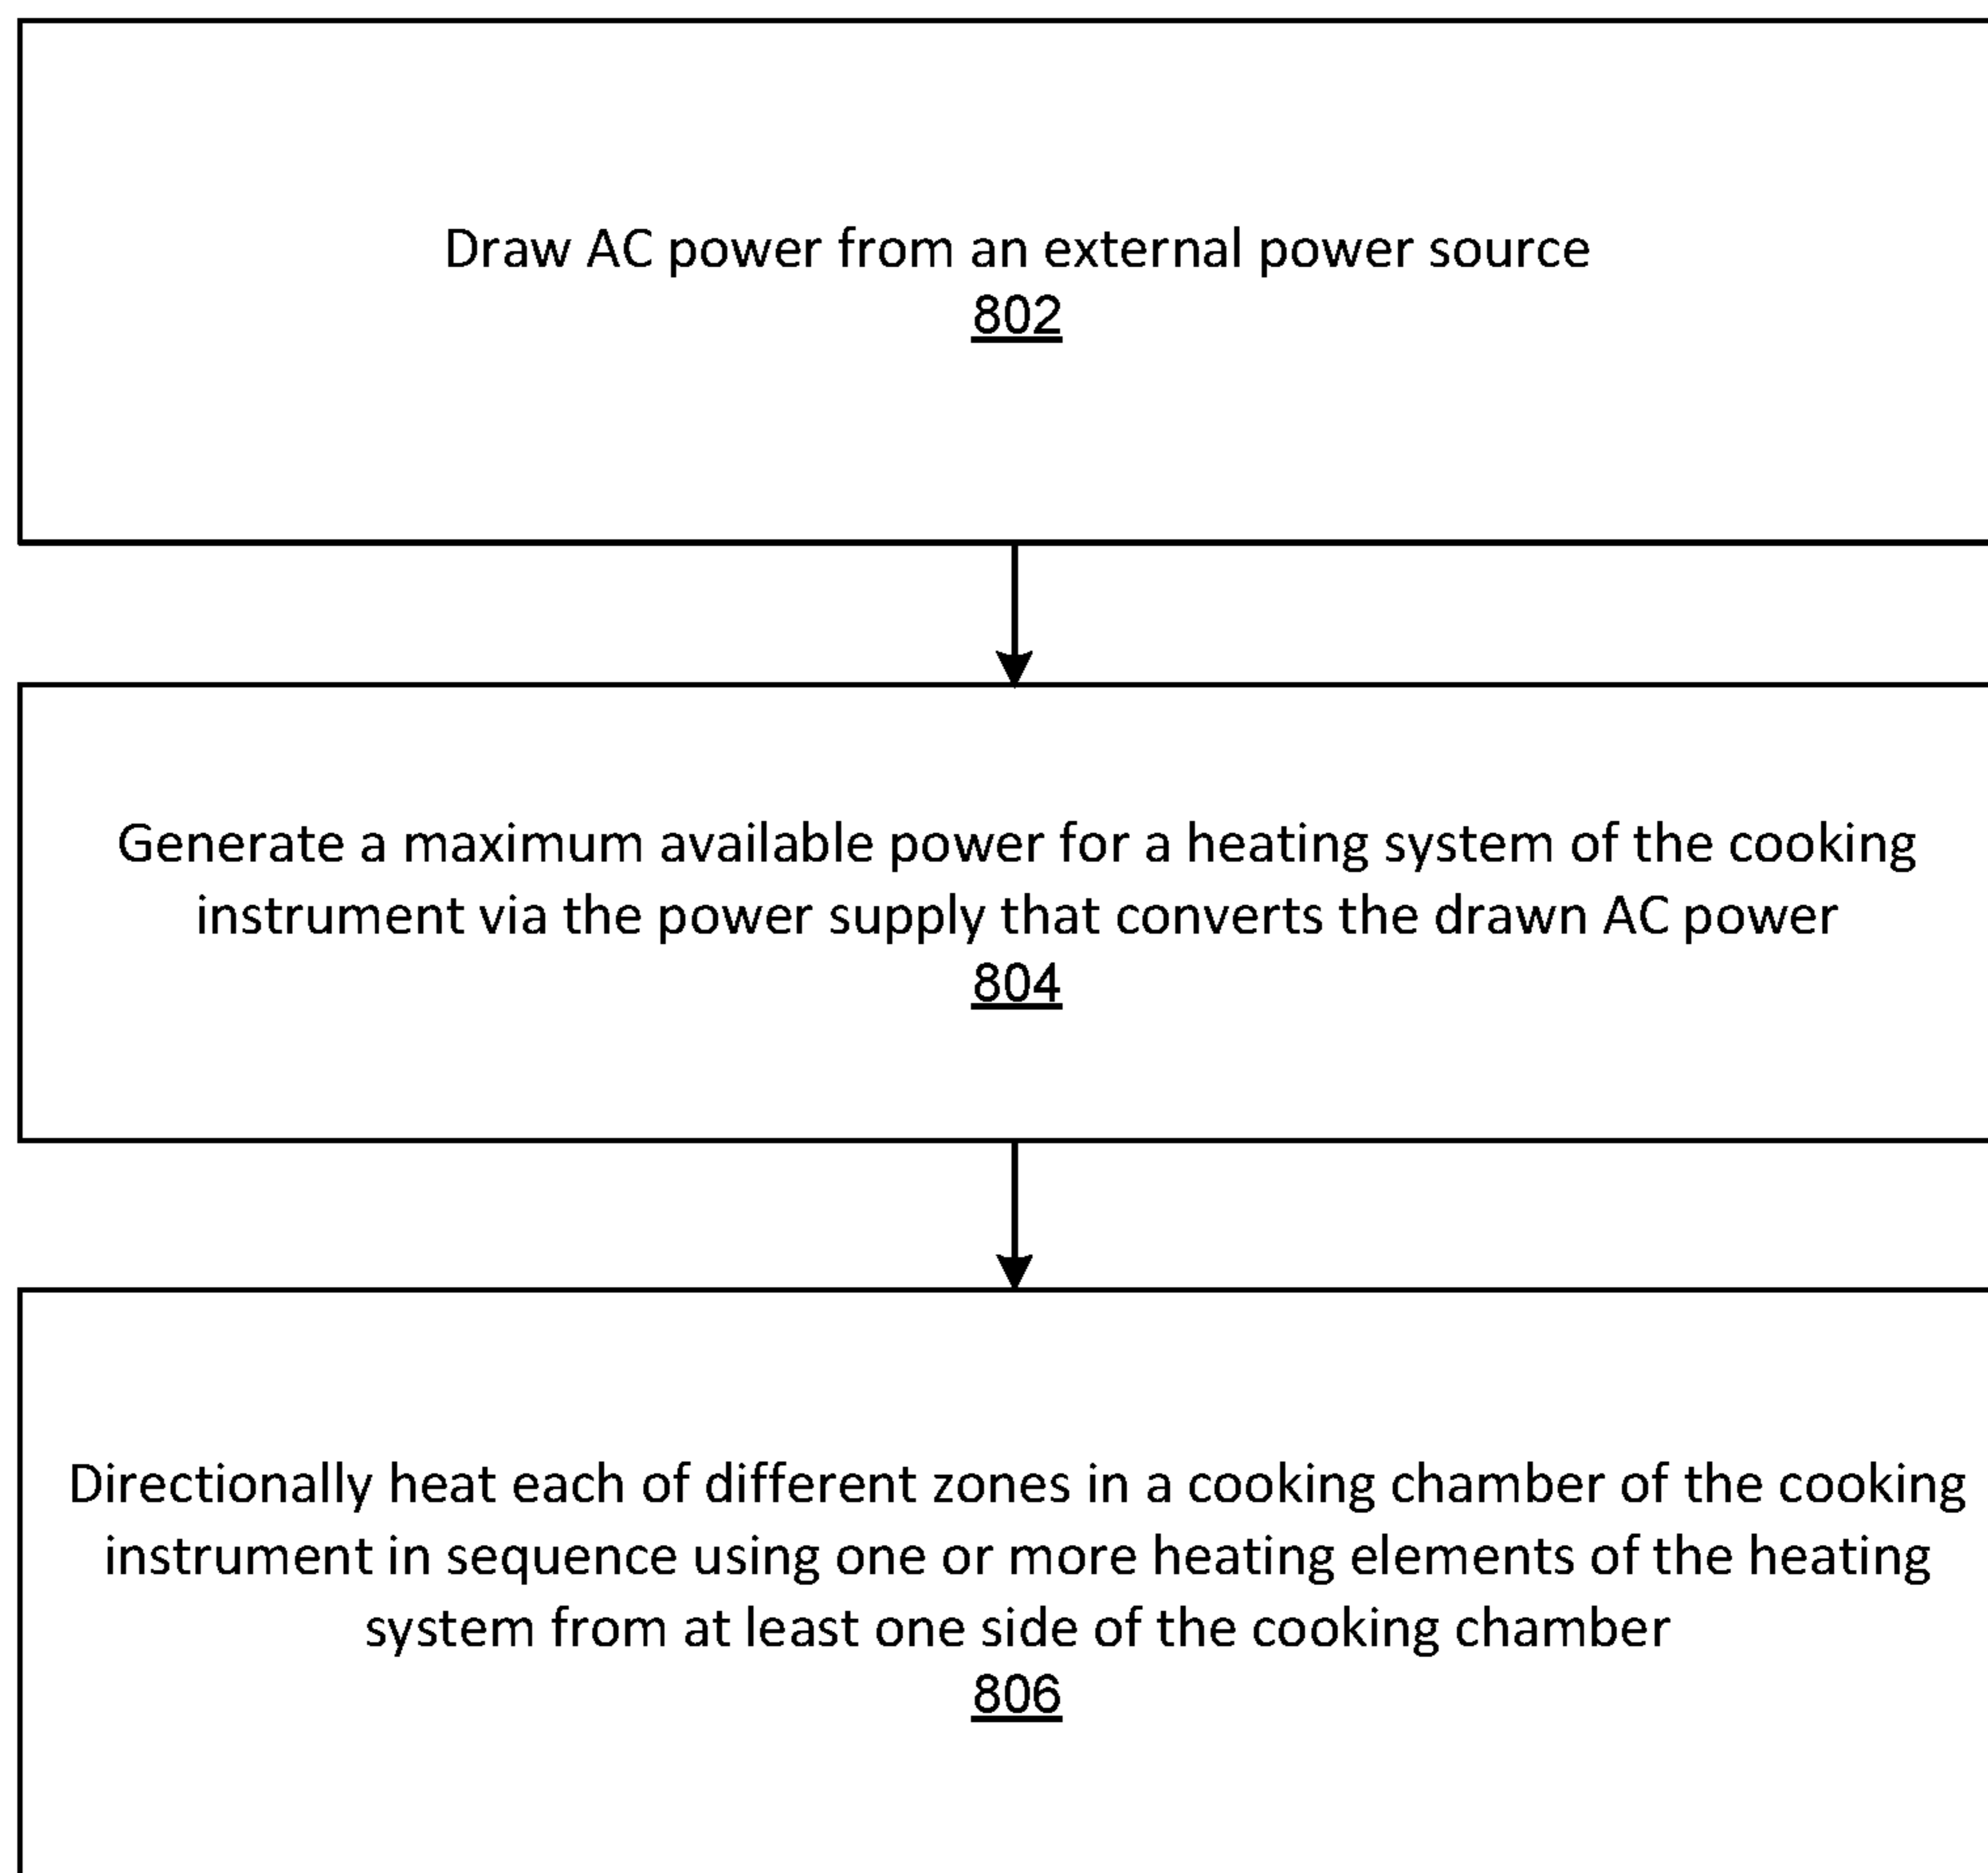 Draw AC power from an external power source
802
Generate a maximum available power for a heating system of the cooking
instrument via the power supply that converts the drawn AC power
804
Directionally heat each of different zones in a cooking chamber of the cooking
instrument in sequence using one or more heating elements of the heating
system from at least one side of the cooking chamber
806